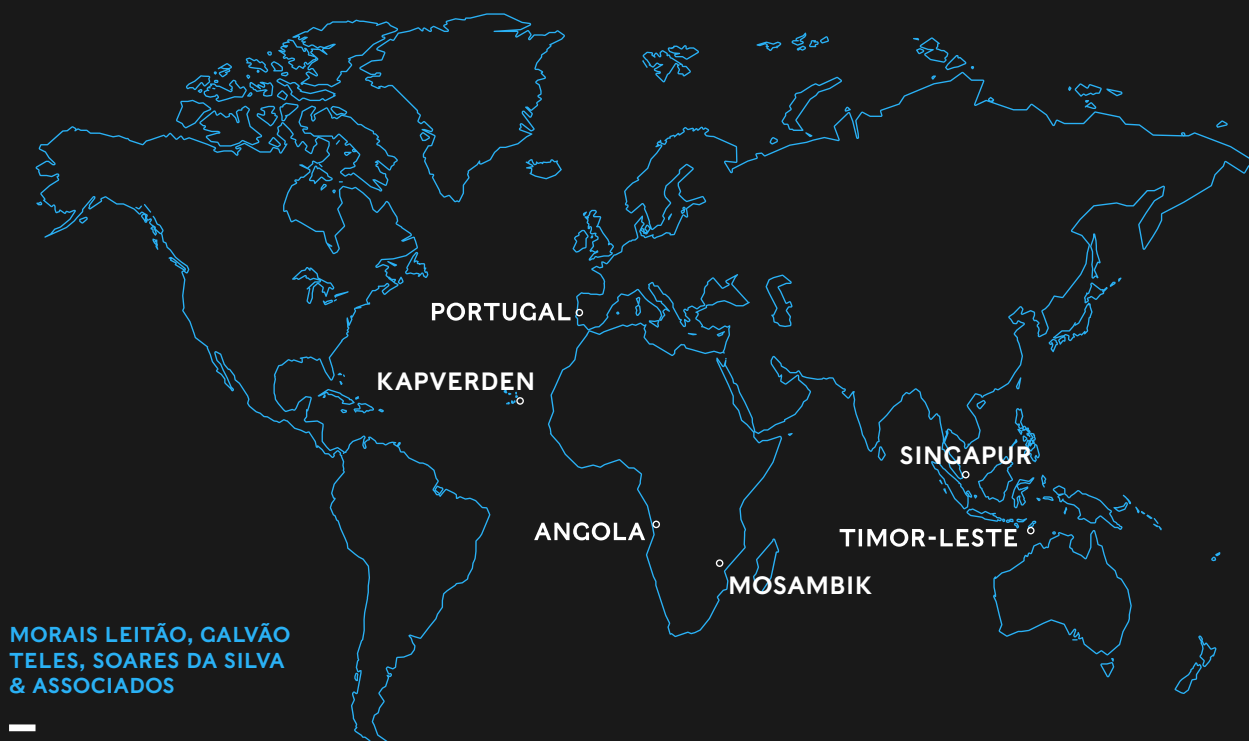 PORTUGAL
KAPVERDEN
SINGAPUR
ANGOLA
TIMOR-LESTE
MOSAMBIK
MORAIS LEITÃO, GALVÃO
TELES, SOARES DA SILVA
& ASSOCIADOS